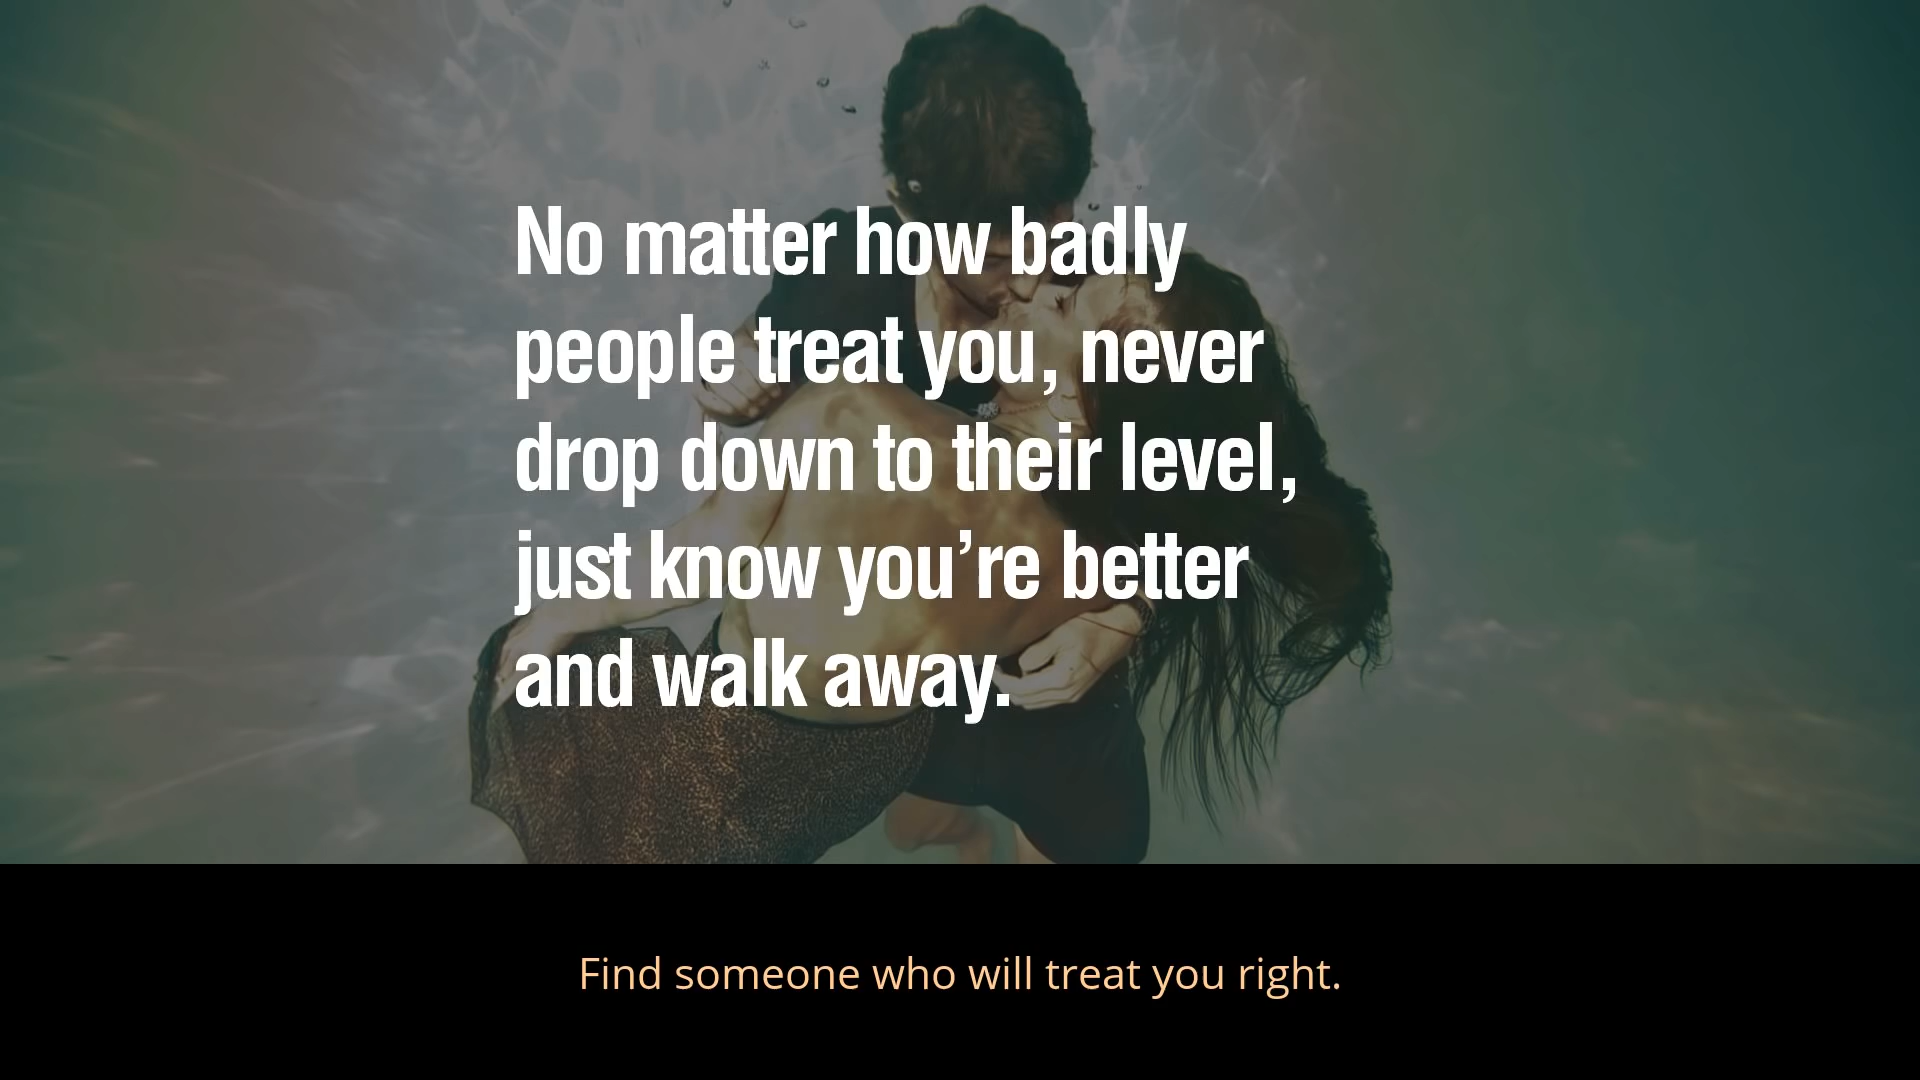 No matter how badly
people treat you, never
drop down to their level,
just know you’re better
and walk away.
Find someone who will treat you right.